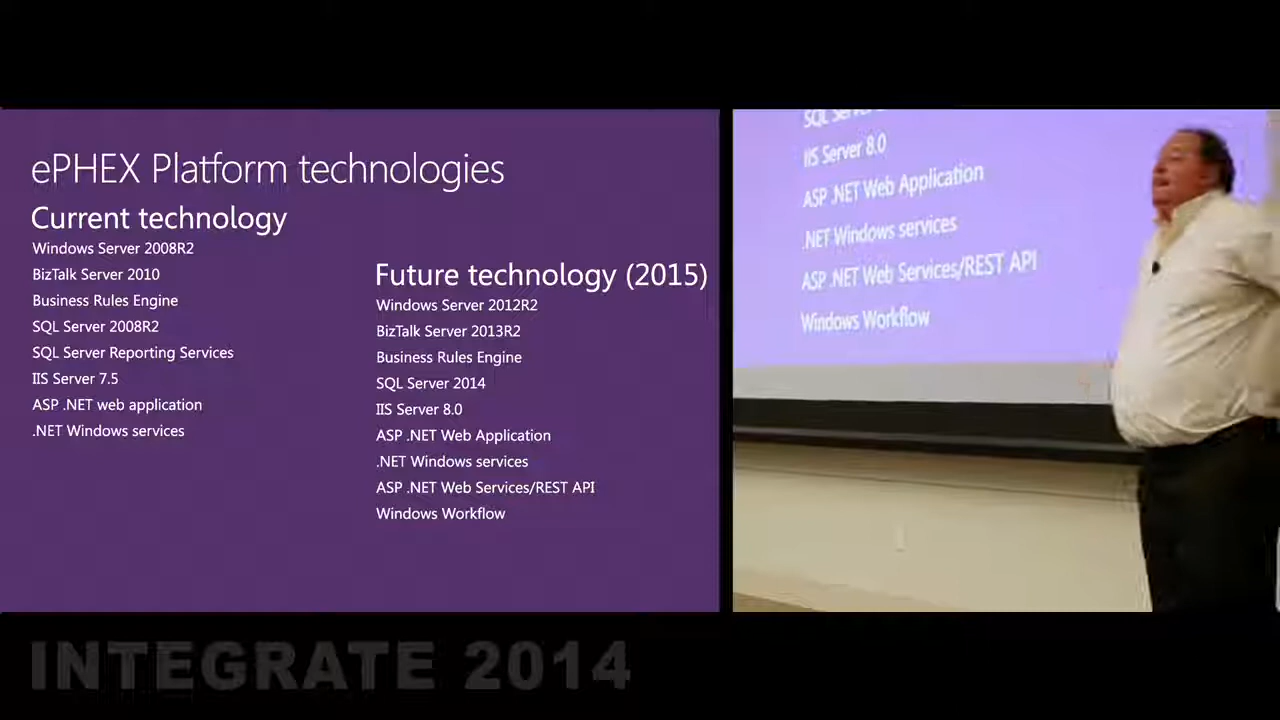 ePHEX Platform technologies
Current technology
Windows Server 2008R2
BizTalk Server 2010
Business Rules Engine
SQL Server 2008R2
SQL Server Reporting Services
IIS Server 7.5
ASP .NET web application
.NET Windows services
Future technology (2015)
Windows Server 2012R2
BizTalk Server 2013R2
Business Rules Engine
SQL Server 2014
IIS Server 8.0
ASP .NET Web Application
.NET Windows services
ASP .NET Web Services/REST API
Windows Workflow
SQL Server
IIS Server 8.0
ASP .NET Web Application
.NET Windows services
ASP .NET Web Services/REST API
Windows Workflow
INTEGRATE 2014